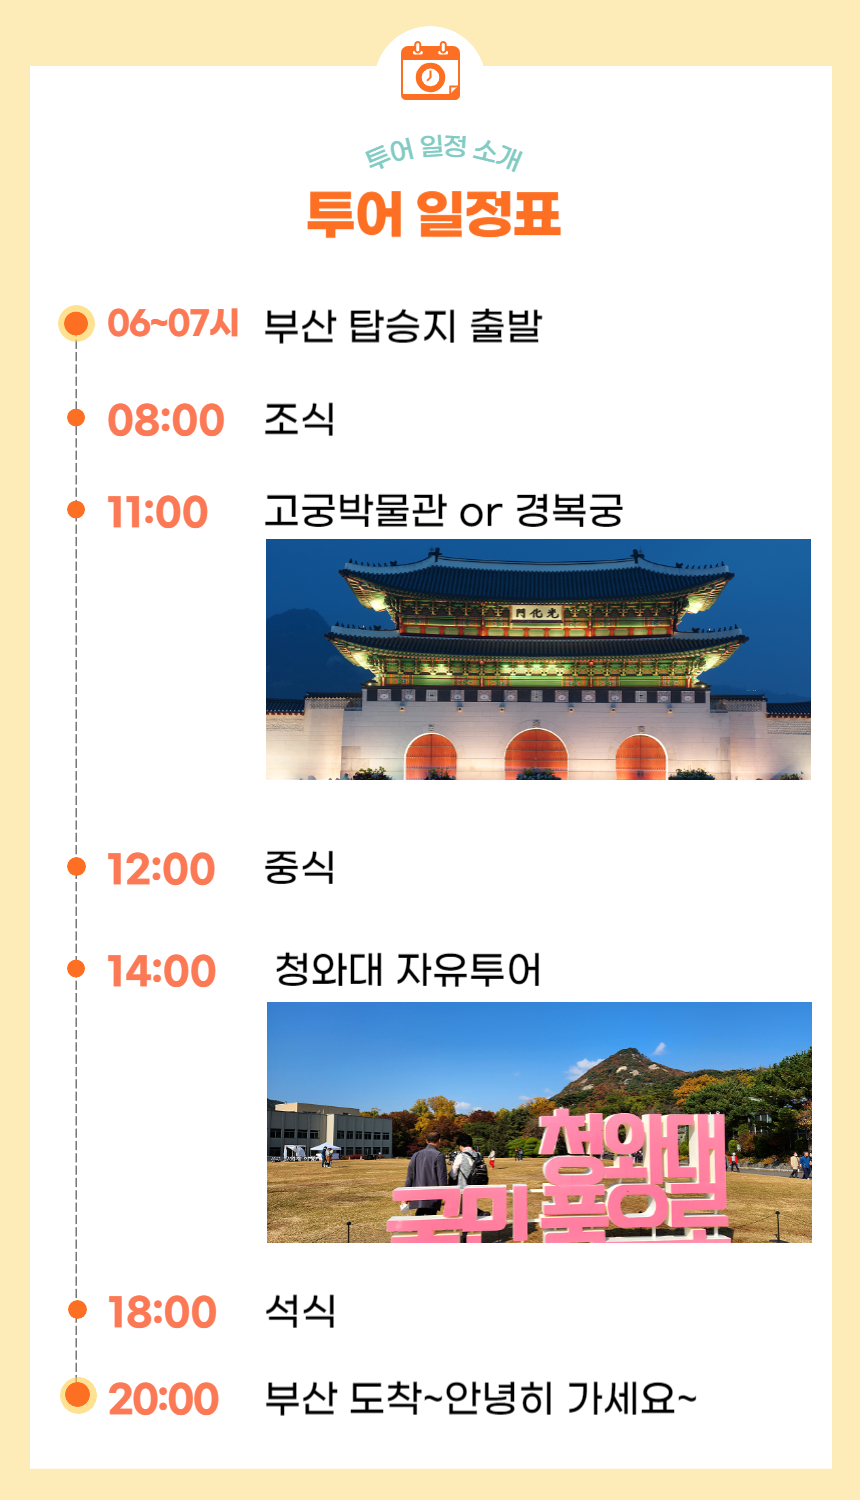 투어 일정 소개
투어 일정표
06~07시 부산 탑승지 출발
08:00 조식
11:00 고궁박물관 or 경복궁
門化光
12:00 중식
14:00 청와대 자유투어
청와대
국민 품으로
18:00 석식
20:00 부산 도착~안녕히 가세요~